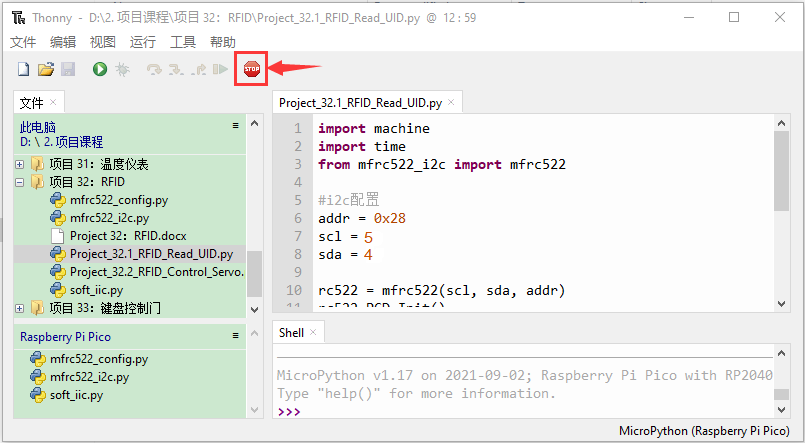 Thonny - D:\2. 项目课程\项目 32：RFID\Project_32.1_RFID_Read_UID.py @ 12 : 59
文件 编辑 视图 运行 工具 帮助
STOP
文件
此电脑
D: \ 2. 项目课程
项目 31：温度仪表
项目 32：RFID
mfrc522_config.py
mfrc522_i2c.py
Project 32：RFID.docx
Project_32.1_RFID_Read_UID.py
Project_32.2_RFID_Control_Servo.
soft_iic.py
项目 33：键盘控制门
Raspberry Pi Pico
mfrc522_config.py
mfrc522_i2c.py
soft_iic.py
Project_32.1_RFID_Read_UID.py
1 import machine
2 import time
3 from mfrc522_i2c import mfrc522
4
5 #i2c配置
6 addr = 0x28
7 scl = 5
8 sda = 4
9
10 rc522 = mfrc522(scl, sda, addr)
11 rc522.PCD_Init()
Shell
MicroPython v1.17 on 2021-09-02; Raspberry Pi Pico with RP2040
Type "help()" for more information.
>>>
MicroPython (Raspberry Pi Pico)